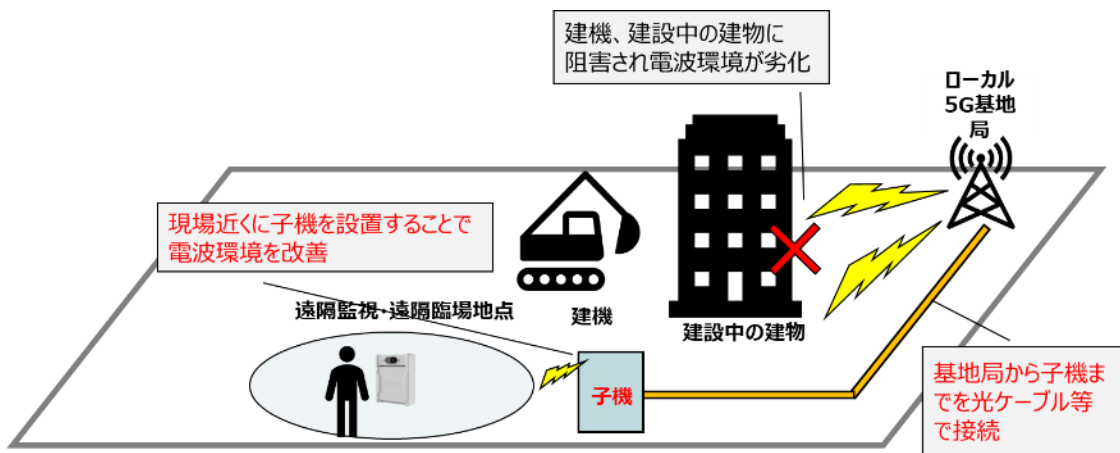 建機、建設中の建物に
阻害され電波環境が劣化
ローカル
5G基地
局
現場近くに子機を設置することで
電波環境を改善
遠隔監視・遠隔臨場地点
建機
建設中の建物
子機
基地局から子機ま
でを光ケーブル等
で接続